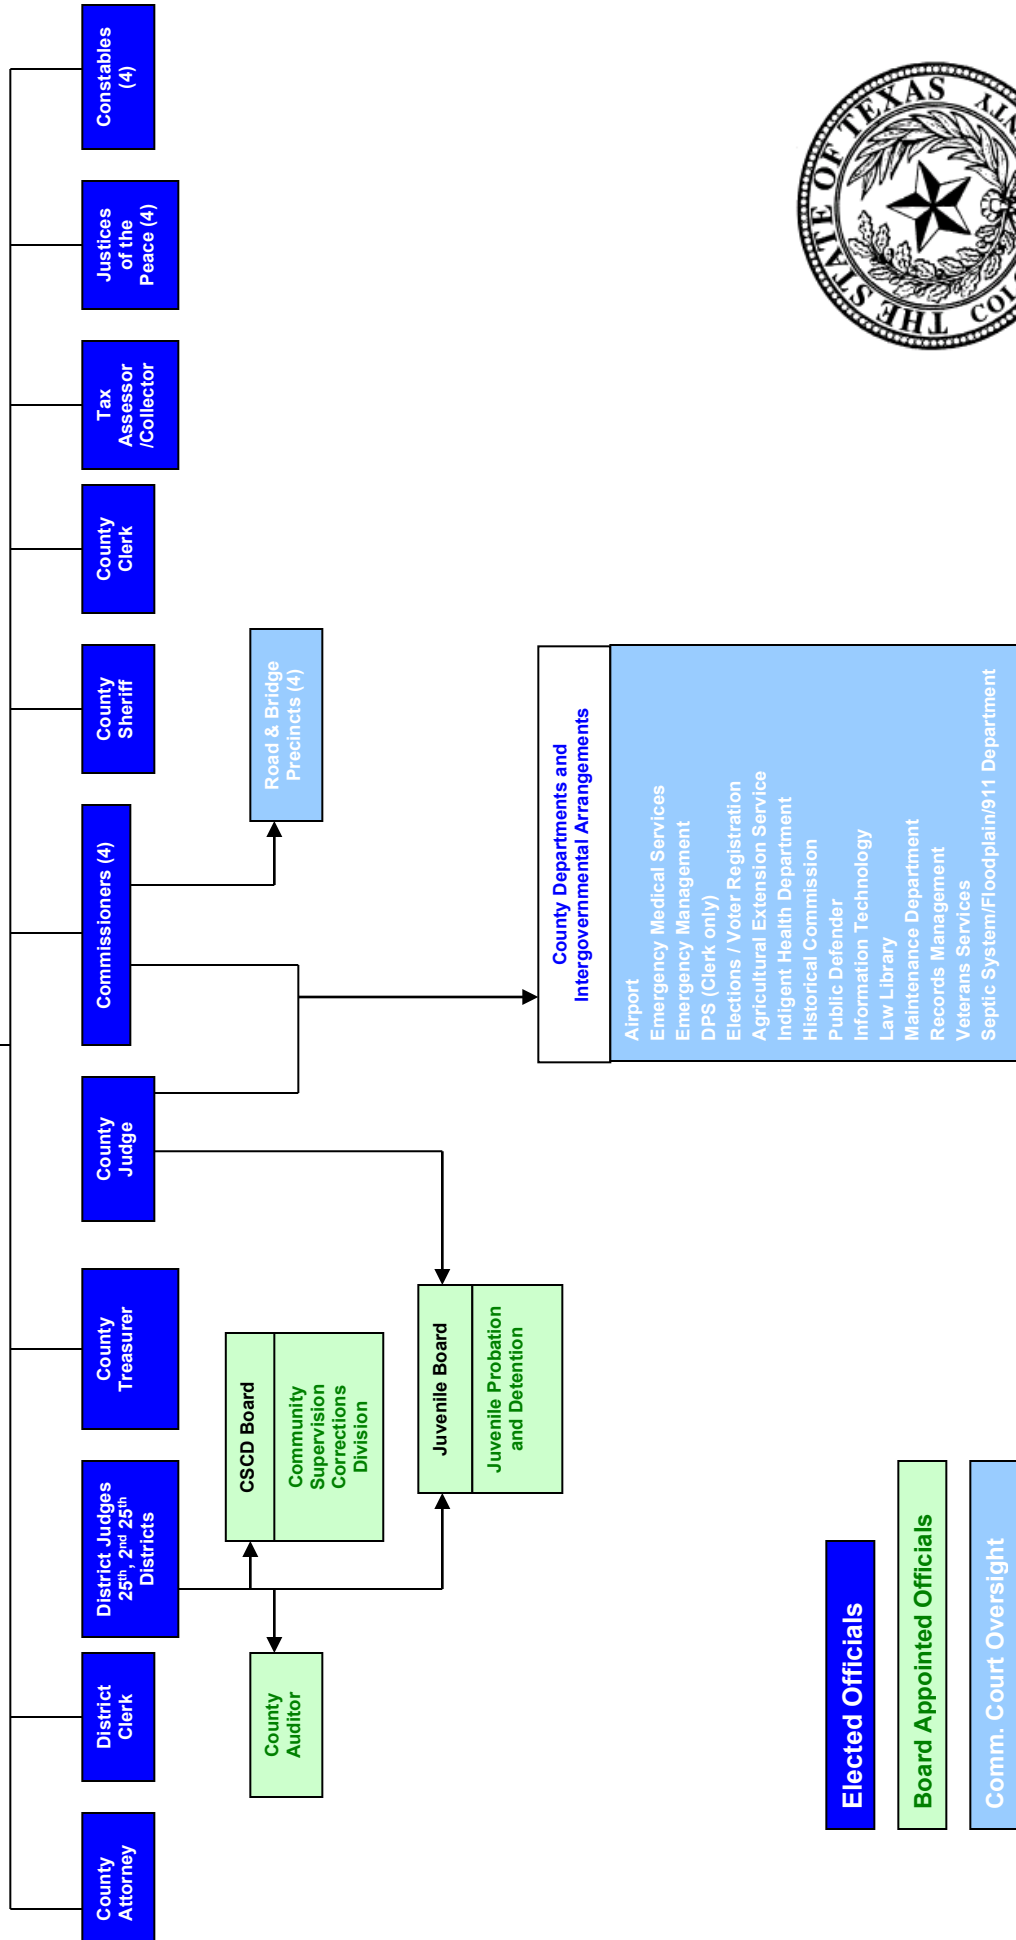 County
Attorney
District
Clerk
District Judges
25th, 2nd 25th
Districts
County
Treasurer
County
Judge
Commissioners (4)
County
Sheriff
County
Clerk
Tax
Assessor
/Collector
Justices
of the
Peace (4)
Constables
(4)
County
Auditor
CSCD Board
Community
Supervision
Corrections
Division
Road & Bridge
Precincts (4)
Juvenile Board
Juvenile Probation
and Detention
County Departments and
Intergovernmental Arrangements
Airport
Emergency Medical Services
Emergency Management
DPS (Clerk only)
Elections / Voter Registration
Agricultural Extension Service
Indigent Health Department
Historical Commission
Public Defender
Information Technology
Law Library
Maintenance Department
Records Management
Veterans Services
Septic System/Floodplain/911 Department
Elected Officials
Board Appointed Officials
Comm. Court Oversight
THE STATE OF TEXAS